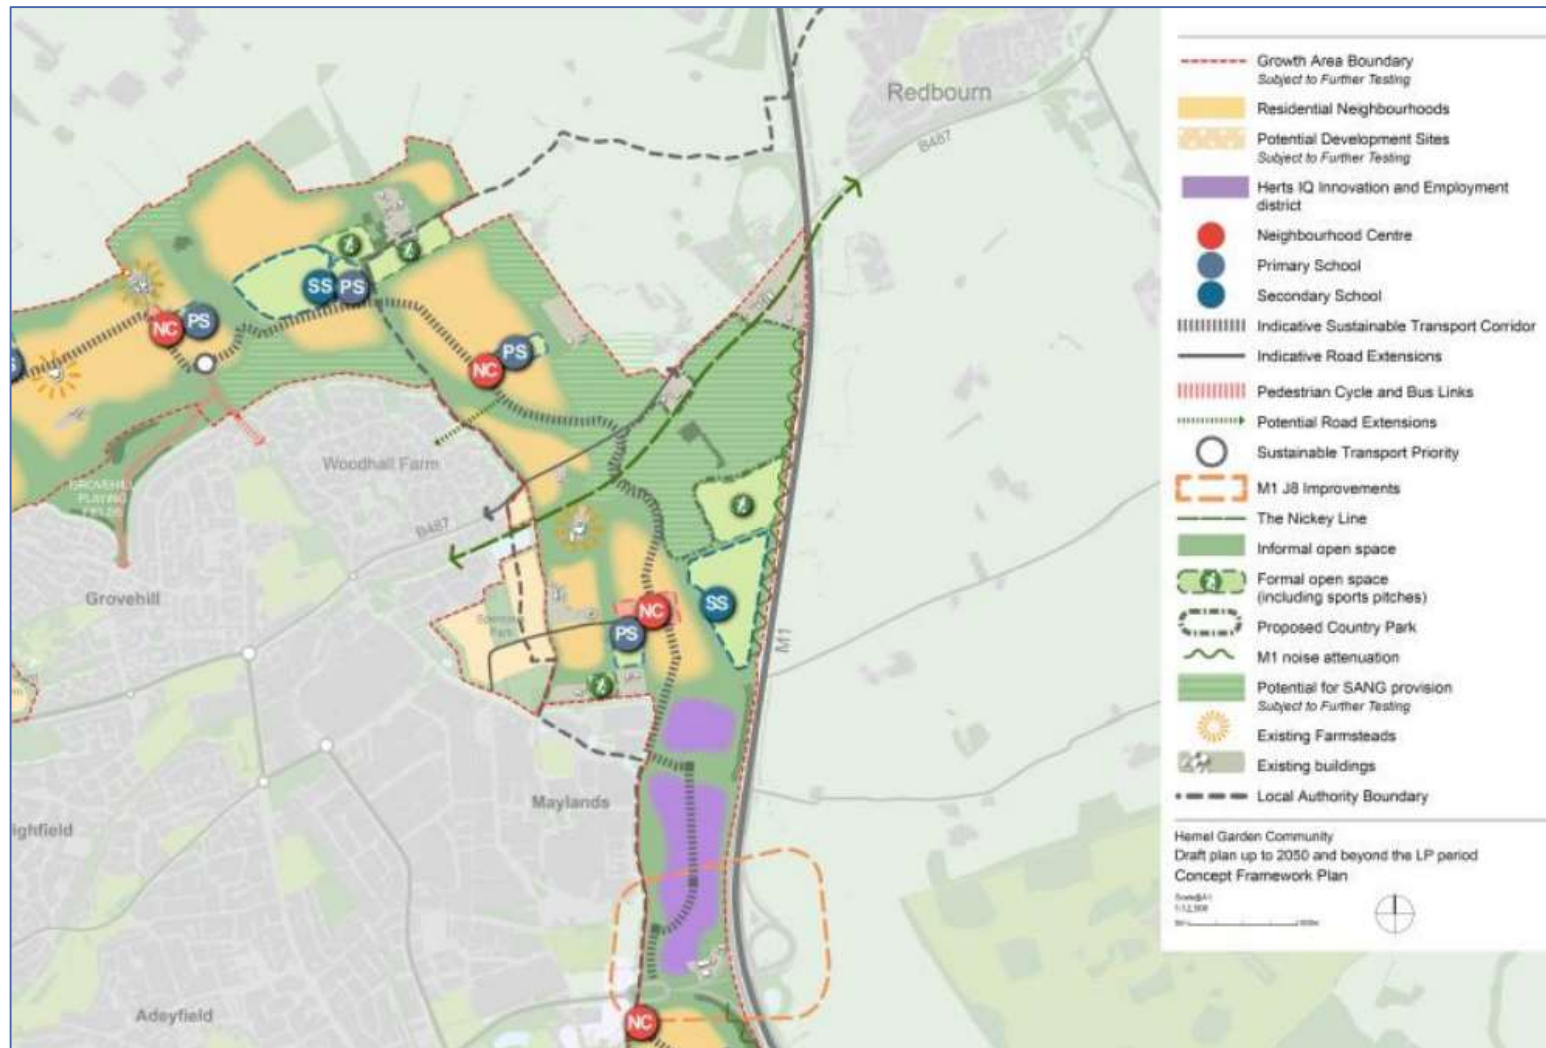 Redbourn
B487
SS
PS
NC
PS
PS
NC
Woodhall Farm
GROVEHILL
PLAYING
FIELDS
B487
Grovehill
NC
PS
SS
Park
M1
Maylands
ighfield
Adeyfield
NC
Growth Area Boundary
Subject to Further Testing
Residential Neighbourhoods
Potential Development Sites
Subject to Further Testing
Herts IQ Innovation and Employment
district
Neighbourhood Centre
Primary School
Secondary School
Indicative Sustainable Transport Corridor
Indicative Road Extensions
Pedestrian Cycle and Bus Links
Potential Road Extensions
Sustainable Transport Priority
M1 J8 Improvements
The Nickey Line
Informal open space
Formal open space
(including sports pitches)
Proposed Country Park
M1 noise attenuation
Potential for SANG provision
Subject to Further Testing
Existing Farmsteads
Existing buildings
Local Authority Boundary
Hemel Garden Community
Draft plan up to 2050 and beyond the LP period
Concept Framework Plan